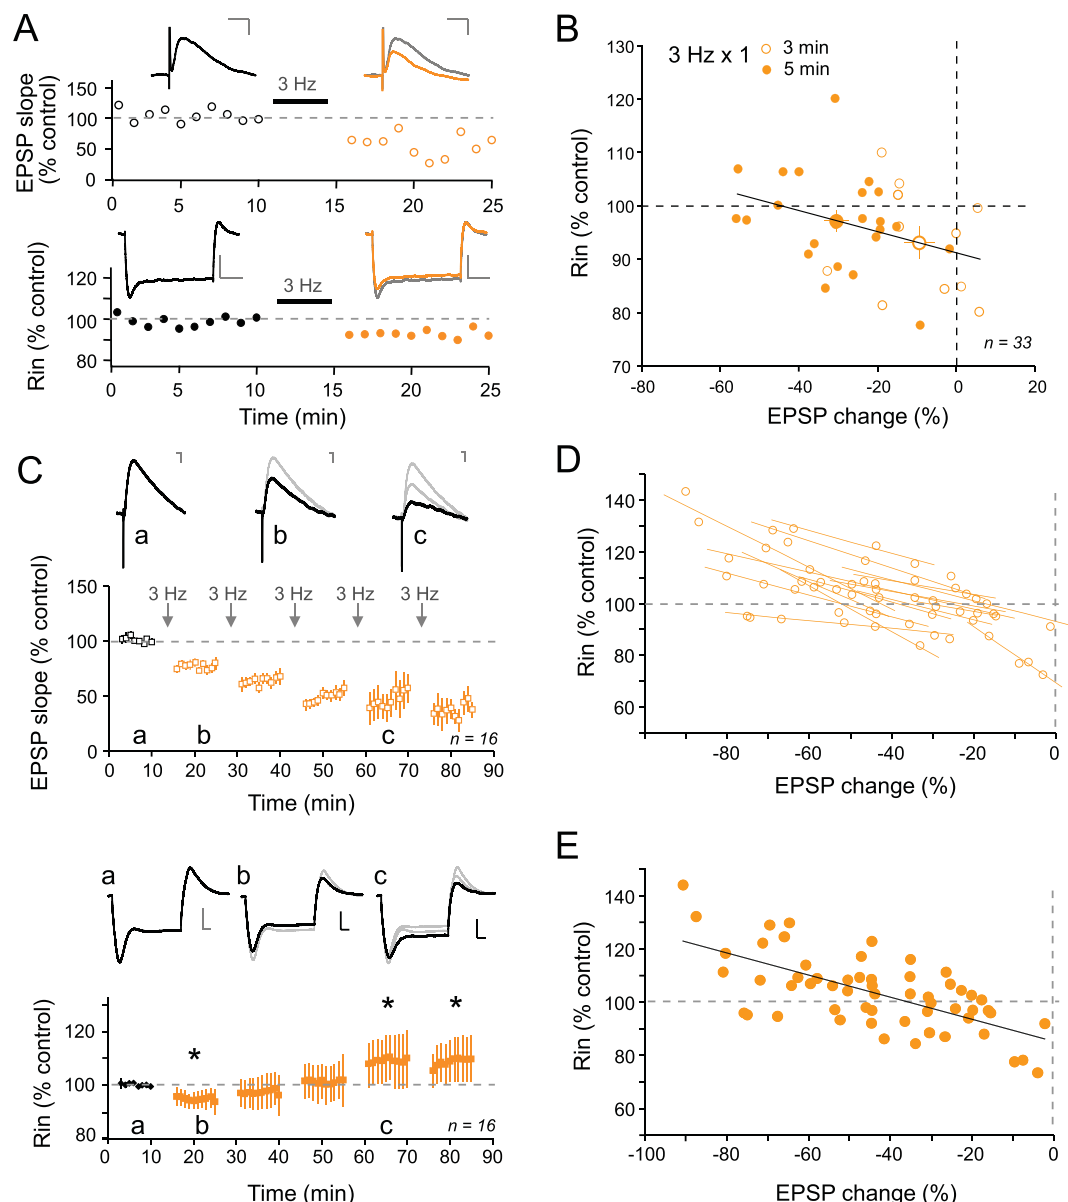 A
EPSP slope
(% control)
150
100
50
0
3 Hz
0
5
10
15
20
25
Rin (% control)
120
100
80
3 Hz
0
5
10
15
20
25
Time (min)
B
3 Hz x 1
3 min
5 min
Rin (% control)
130
120
110
100
90
80
70
n = 33
-80
-60
-40
-20
0
20
EPSP change (%)
C
a
b
c
EPSP slope (% control)
150
100
50
0
3 Hz
3 Hz
3 Hz
3 Hz
3 Hz
a
b
c
n = 16
0
10
20
30
40
50
60
70
80
90
Time (min)
a
b
c
Rin (% control)
120
100
80
*
*
*
a
b
c
n = 16
0
10
20
30
40
50
60
70
80
90
Time (min)
D
Rin (% control)
140
120
100
80
60
-80
-60
-40
-20
0
EPSP change (%)
E
Rin (% control)
140
120
100
80
60
-100
-80
-60
-40
-20
0
EPSP change (%)